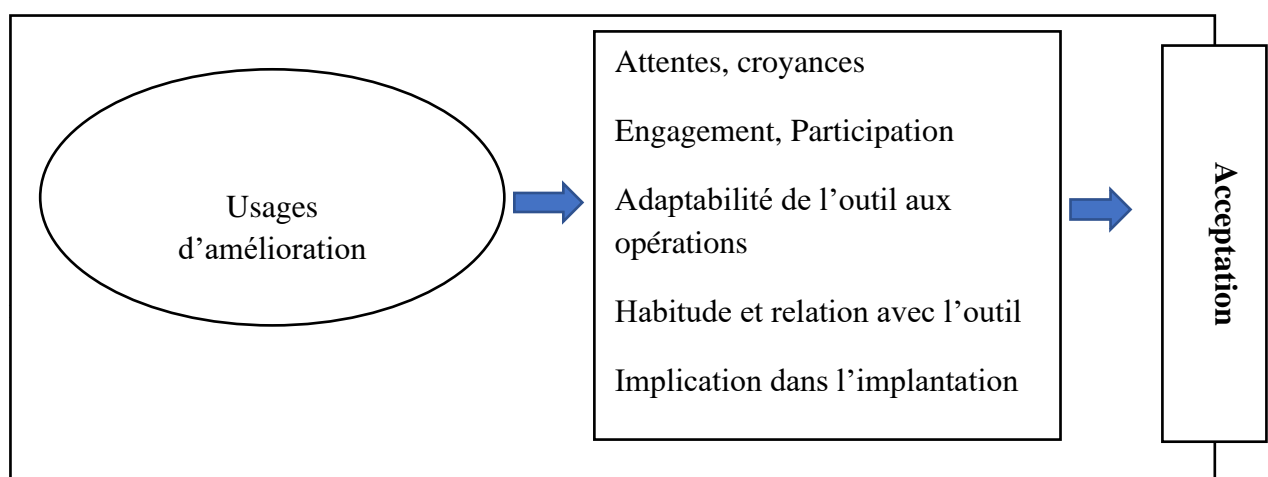 Usages
d’amélioration
Attentes, croyances
Engagement, Participation
Adaptabilité de l’outil aux
opérations
Habitude et relation avec l’outil
Implication dans l’implantation
Acceptation